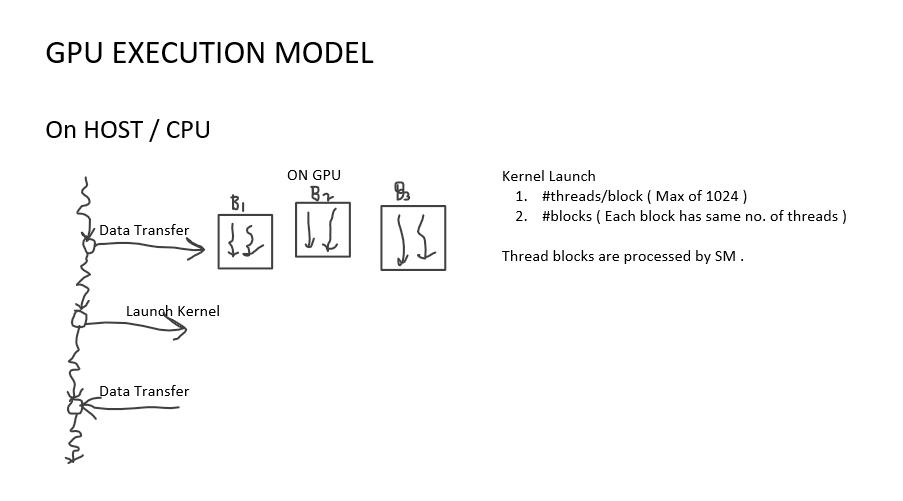 GPU EXECUTION MODEL
On HOST / CPU
ON GPU
B1
B2
B3
Data Transfer
Launch Kernel
Data Transfer
Kernel Launch
1. #threads/block ( Max of 1024 )
2. #blocks ( Each block has same no. of threads )
Thread blocks are processed by SM .